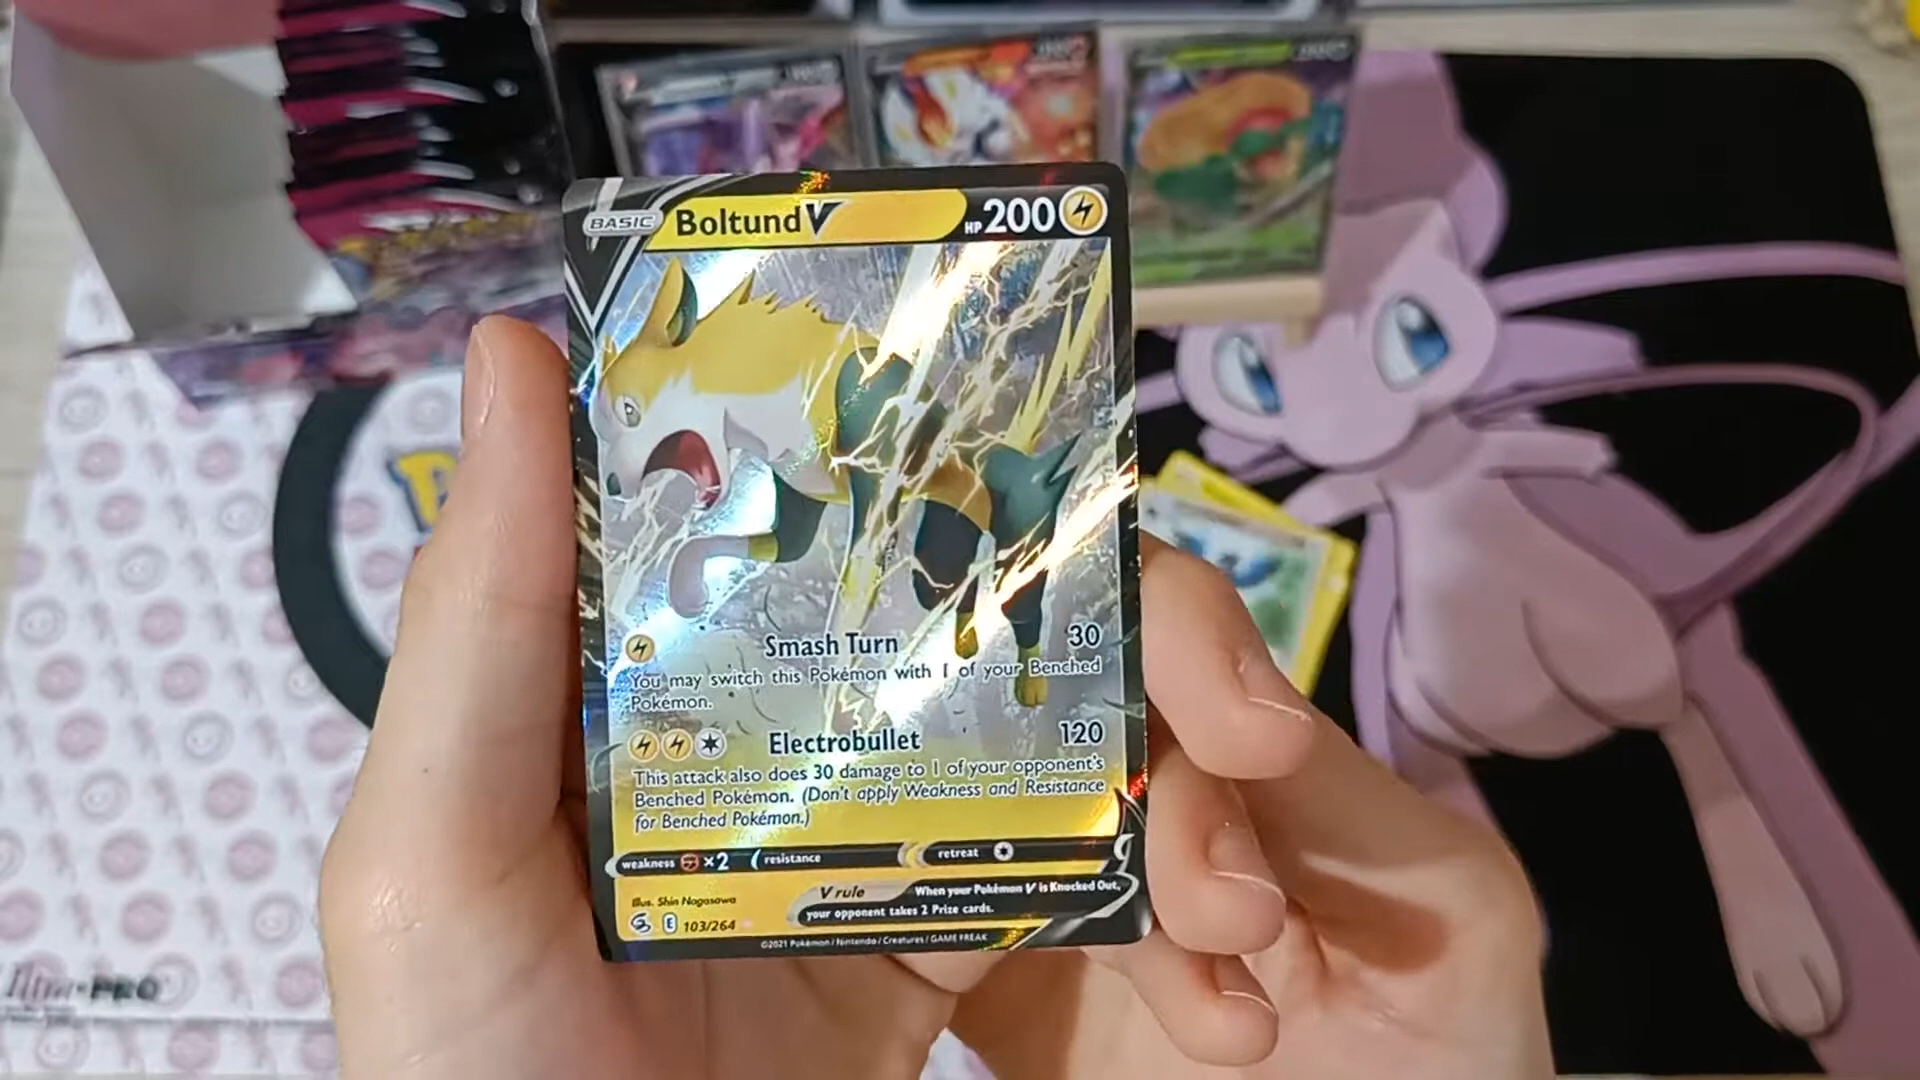 BASIC Boltund V HP 200
Smash Turn 30
You may switch this Pokémon with 1 of your Benched
Pokémon.
Electrobullet 120
This attack also does 30 damage to 1 of your opponent's
Benched Pokémon. (Don't apply Weakness and Resistance
for Benched Pokémon.)
weakness ×2 resistance retreat
V rule When your Pokémon V is Knocked Out,
your opponent takes 2 Prize cards.
Illus. Shin Nagasawa
E 103/264
©2021 Pokémon / Nintendo / Creatures / GAME FREAK
Ultra•PRO